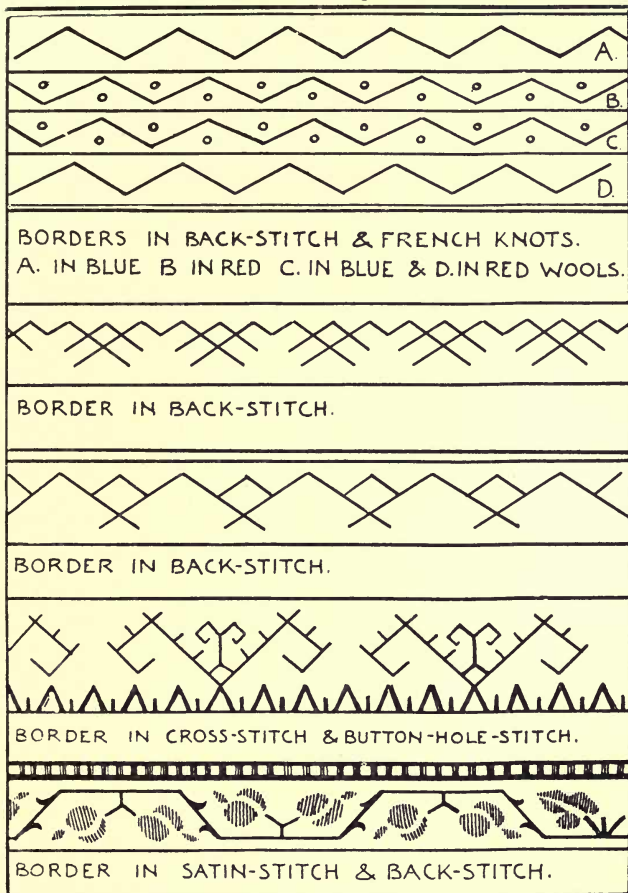 A.
B.
C.
D.
BORDERS IN BACK-STITCH & FRENCH KNOTS.
A. IN BLUE B IN RED C. IN BLUE & D. IN RED WOOLS.
BORDER IN BACK-STITCH.
BORDER IN BACK-STITCH.
BORDER IN CROSS-STITCH & BUTTON-HOLE-STITCH.
BORDER IN SATIN-STITCH & BACK-STITCH.